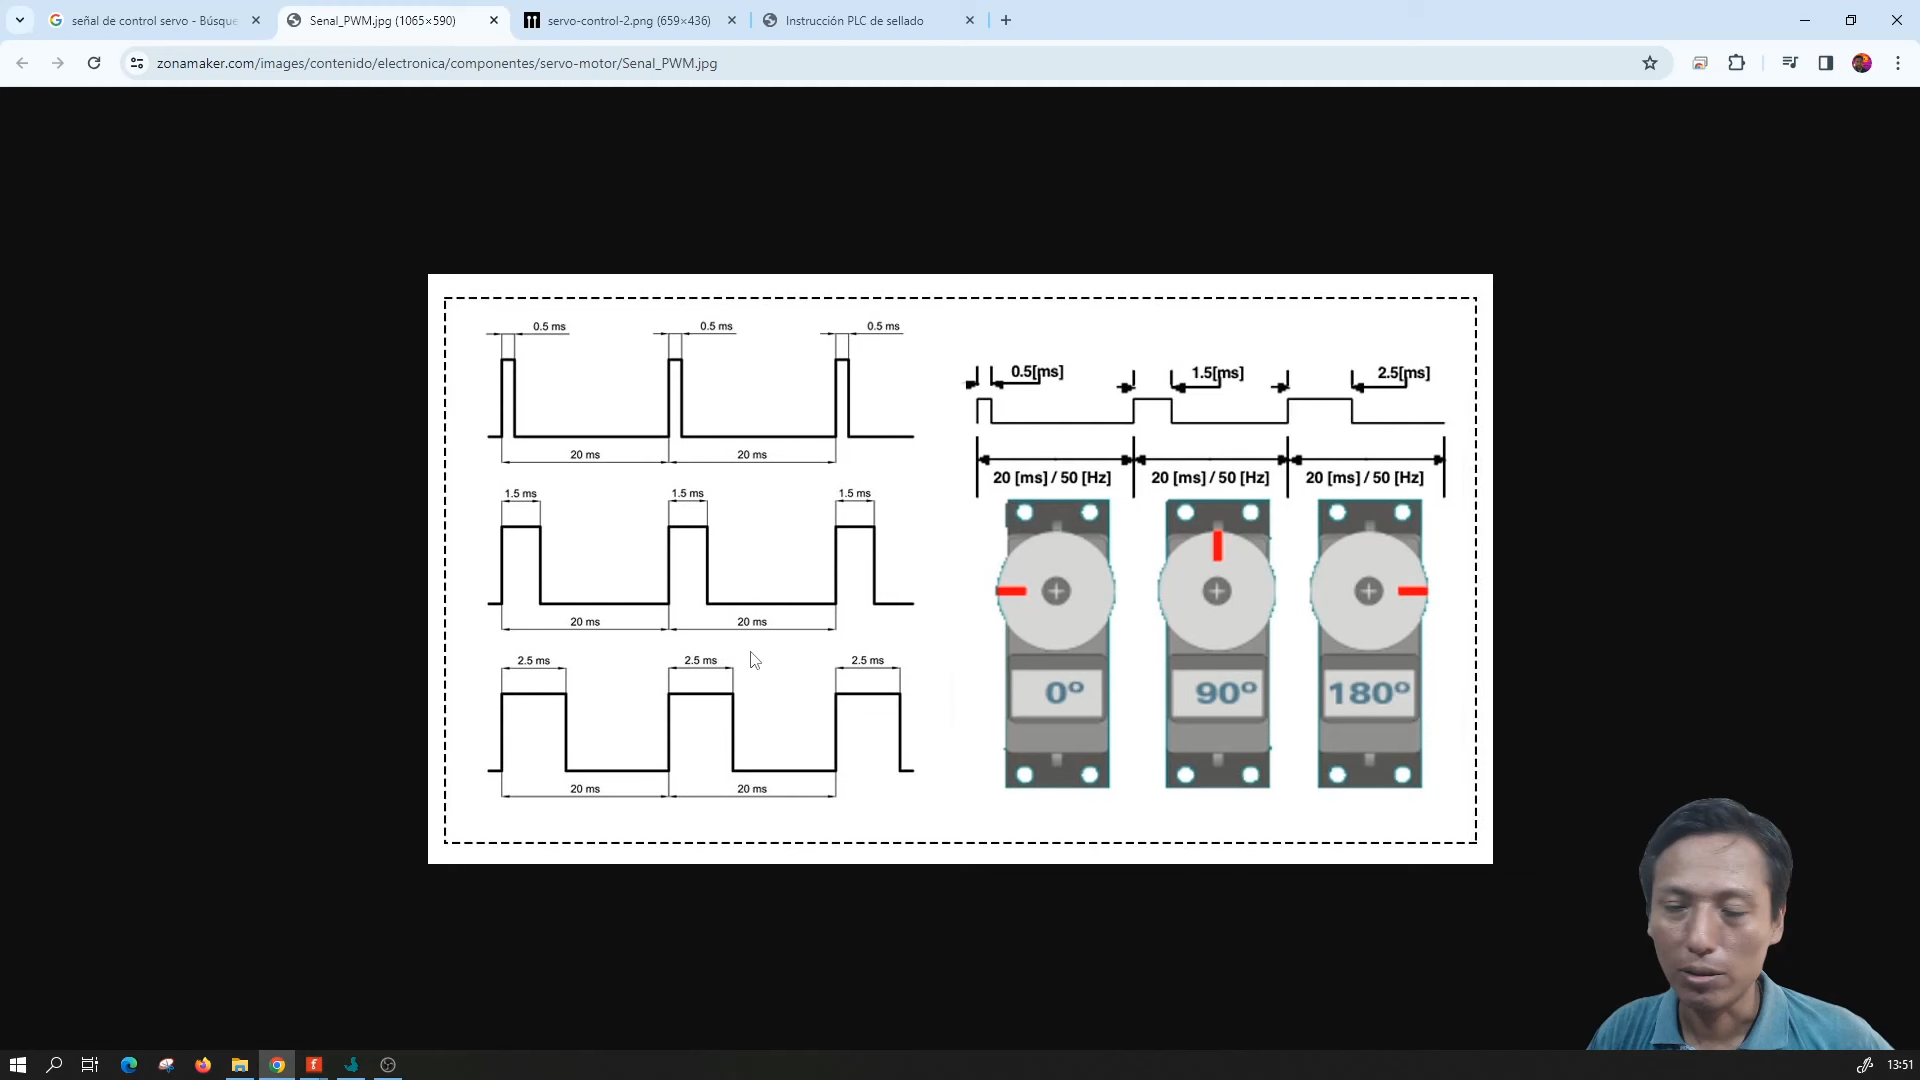 señal de control servo - Búsque
Senal_PWM.jpg (1065×590)
servo-control-2.png (659×436)
Instrucción PLC de sellado
zonamaker.com/images/contenido/electronica/componentes/servo-motor/Senal_PWM.jpg
0.5 ms 0.5 ms 0.5 ms
20 ms 20 ms
1.5 ms 1.5 ms 1.5 ms
20 ms 20 ms
2.5 ms 2.5 ms 2.5 ms
20 ms 20 ms
0.5[ms] 1.5[ms] 2.5[ms]
20 [ms] / 50 [Hz] 20 [ms] / 50 [Hz] 20 [ms] / 50 [Hz]
0º 90º 180º
13:51